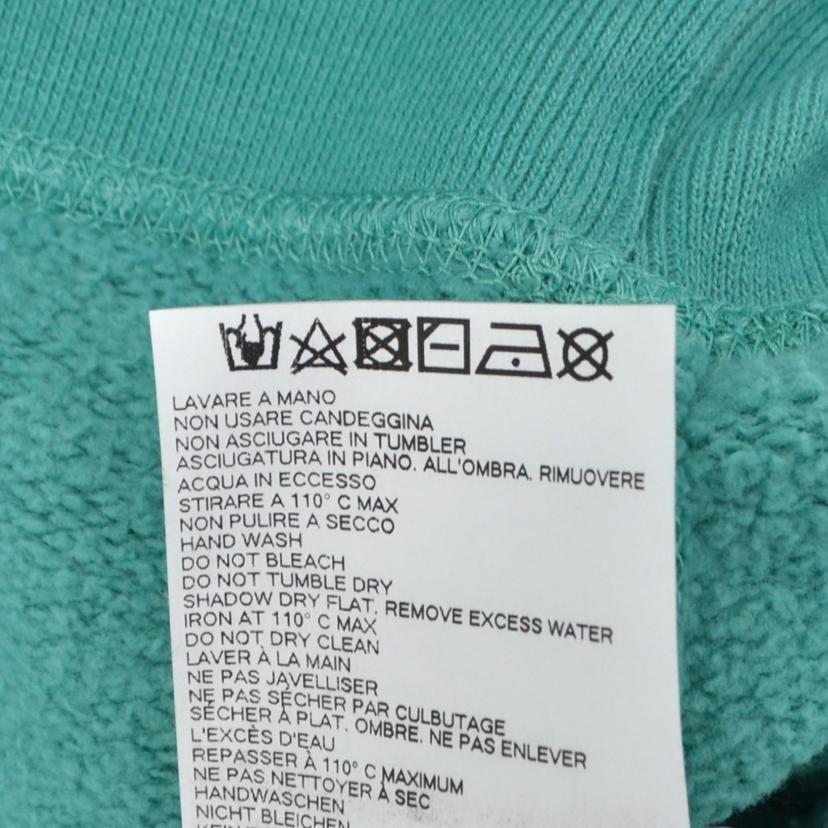 LAVARE A MANO
NON USARE CANDEGGINA
NON ASCIUGARE IN TUMBLER
ASCIUGATURA IN PIANO. ALL'OMBRA. RIMUOVERE
ACQUA IN ECCESSO
STIRARE A 110° C MAX
NON PULIRE A SECCO
HAND WASH
DO NOT BLEACH
DO NOT TUMBLE DRY
SHADOW DRY FLAT. REMOVE EXCESS WATER
IRON AT 110° C MAX
DO NOT DRY CLEAN
LAVER À LA MAIN
NE PAS JAVELLISER
NE PAS SÉCHER PAR CULBUTAGE
SÉCHER À PLAT. OMBRE. NE PAS ENLEVER
L'EXCÈS D'EAU
REPASSER À 110° C MAXIMUM
NE PAS NETTOYER À SEC
HANDWASCHEN
NICHT BLEICHEN